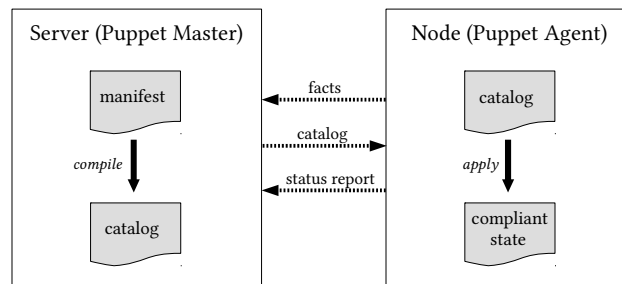 Server (Puppet Master)
manifest
compile
catalog
facts
catalog
status report
Node (Puppet Agent)
catalog
apply
compliant
state